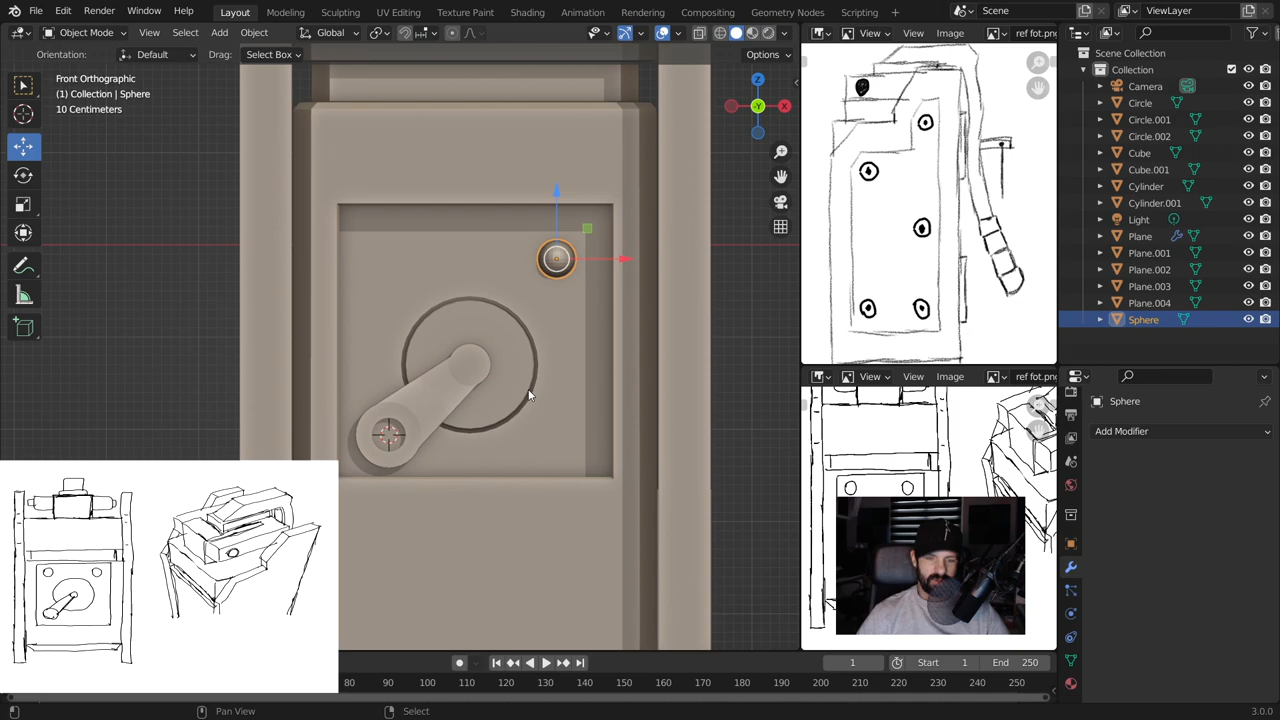 File Edit Render Window Help Layout Modeling Sculpting UV Editing Texture Paint Shading Animation Rendering Compositing Geometry Nodes Scripting + Scene ViewLayer
Object Mode View Select Add Object Global View Image ref fot.png
Orientation: Default Drag: Select Box Options
Front Orthographic
(1) Collection | Sphere
10 Centimeters
Z
Y
X
Scene Collection
Collection
Camera
Circle
Circle.001
Circle.002
Cube
Cube.001
Cylinder
Cylinder.001
Light
Plane
Plane.001
Plane.002
Plane.003
Plane.004
Sphere
View View Image ref fot.png
Sphere
Add Modifier
1 Start 1 End 250
80 90 100 110 120 130 140 150 160 170 180 190 200 210 220 230 240 250
Select Pan View Select 3.0.0